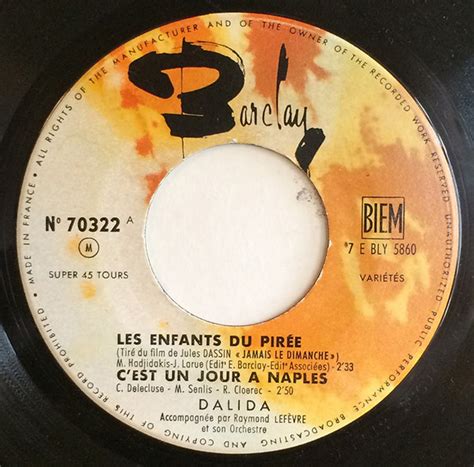 • ALL RIGHTS OF THE MANUFACTURER AND OF THE OWNER OF THE RECORDED WORK RESERVED • UNAUTHORIZED PUBLIC PERFORMANCE BROADCASTING AND COPYING OF THIS RECORD PROHIBITED • MADE IN FRANCE
Barclay
Nº 70322 A
M
SUPER 45 TOURS
BIEM
*7 E BLY 5860
VARIÉTÉS
LES ENFANTS DU PIRÉE
(Tiré du film de Jules DASSIN « JAMAIS LE DIMANCHE »)
M. Hadjidakis-J. Larue (Editⁿ E. Barclay-Editⁿ Associées) - 2'33
C'EST UN JOUR A NAPLES
C. Delecluse - M. Senlis - R. Cloerec - 2'50
DALIDA
Accompagnée par Raymond LEFÈVRE
et son Orchestre